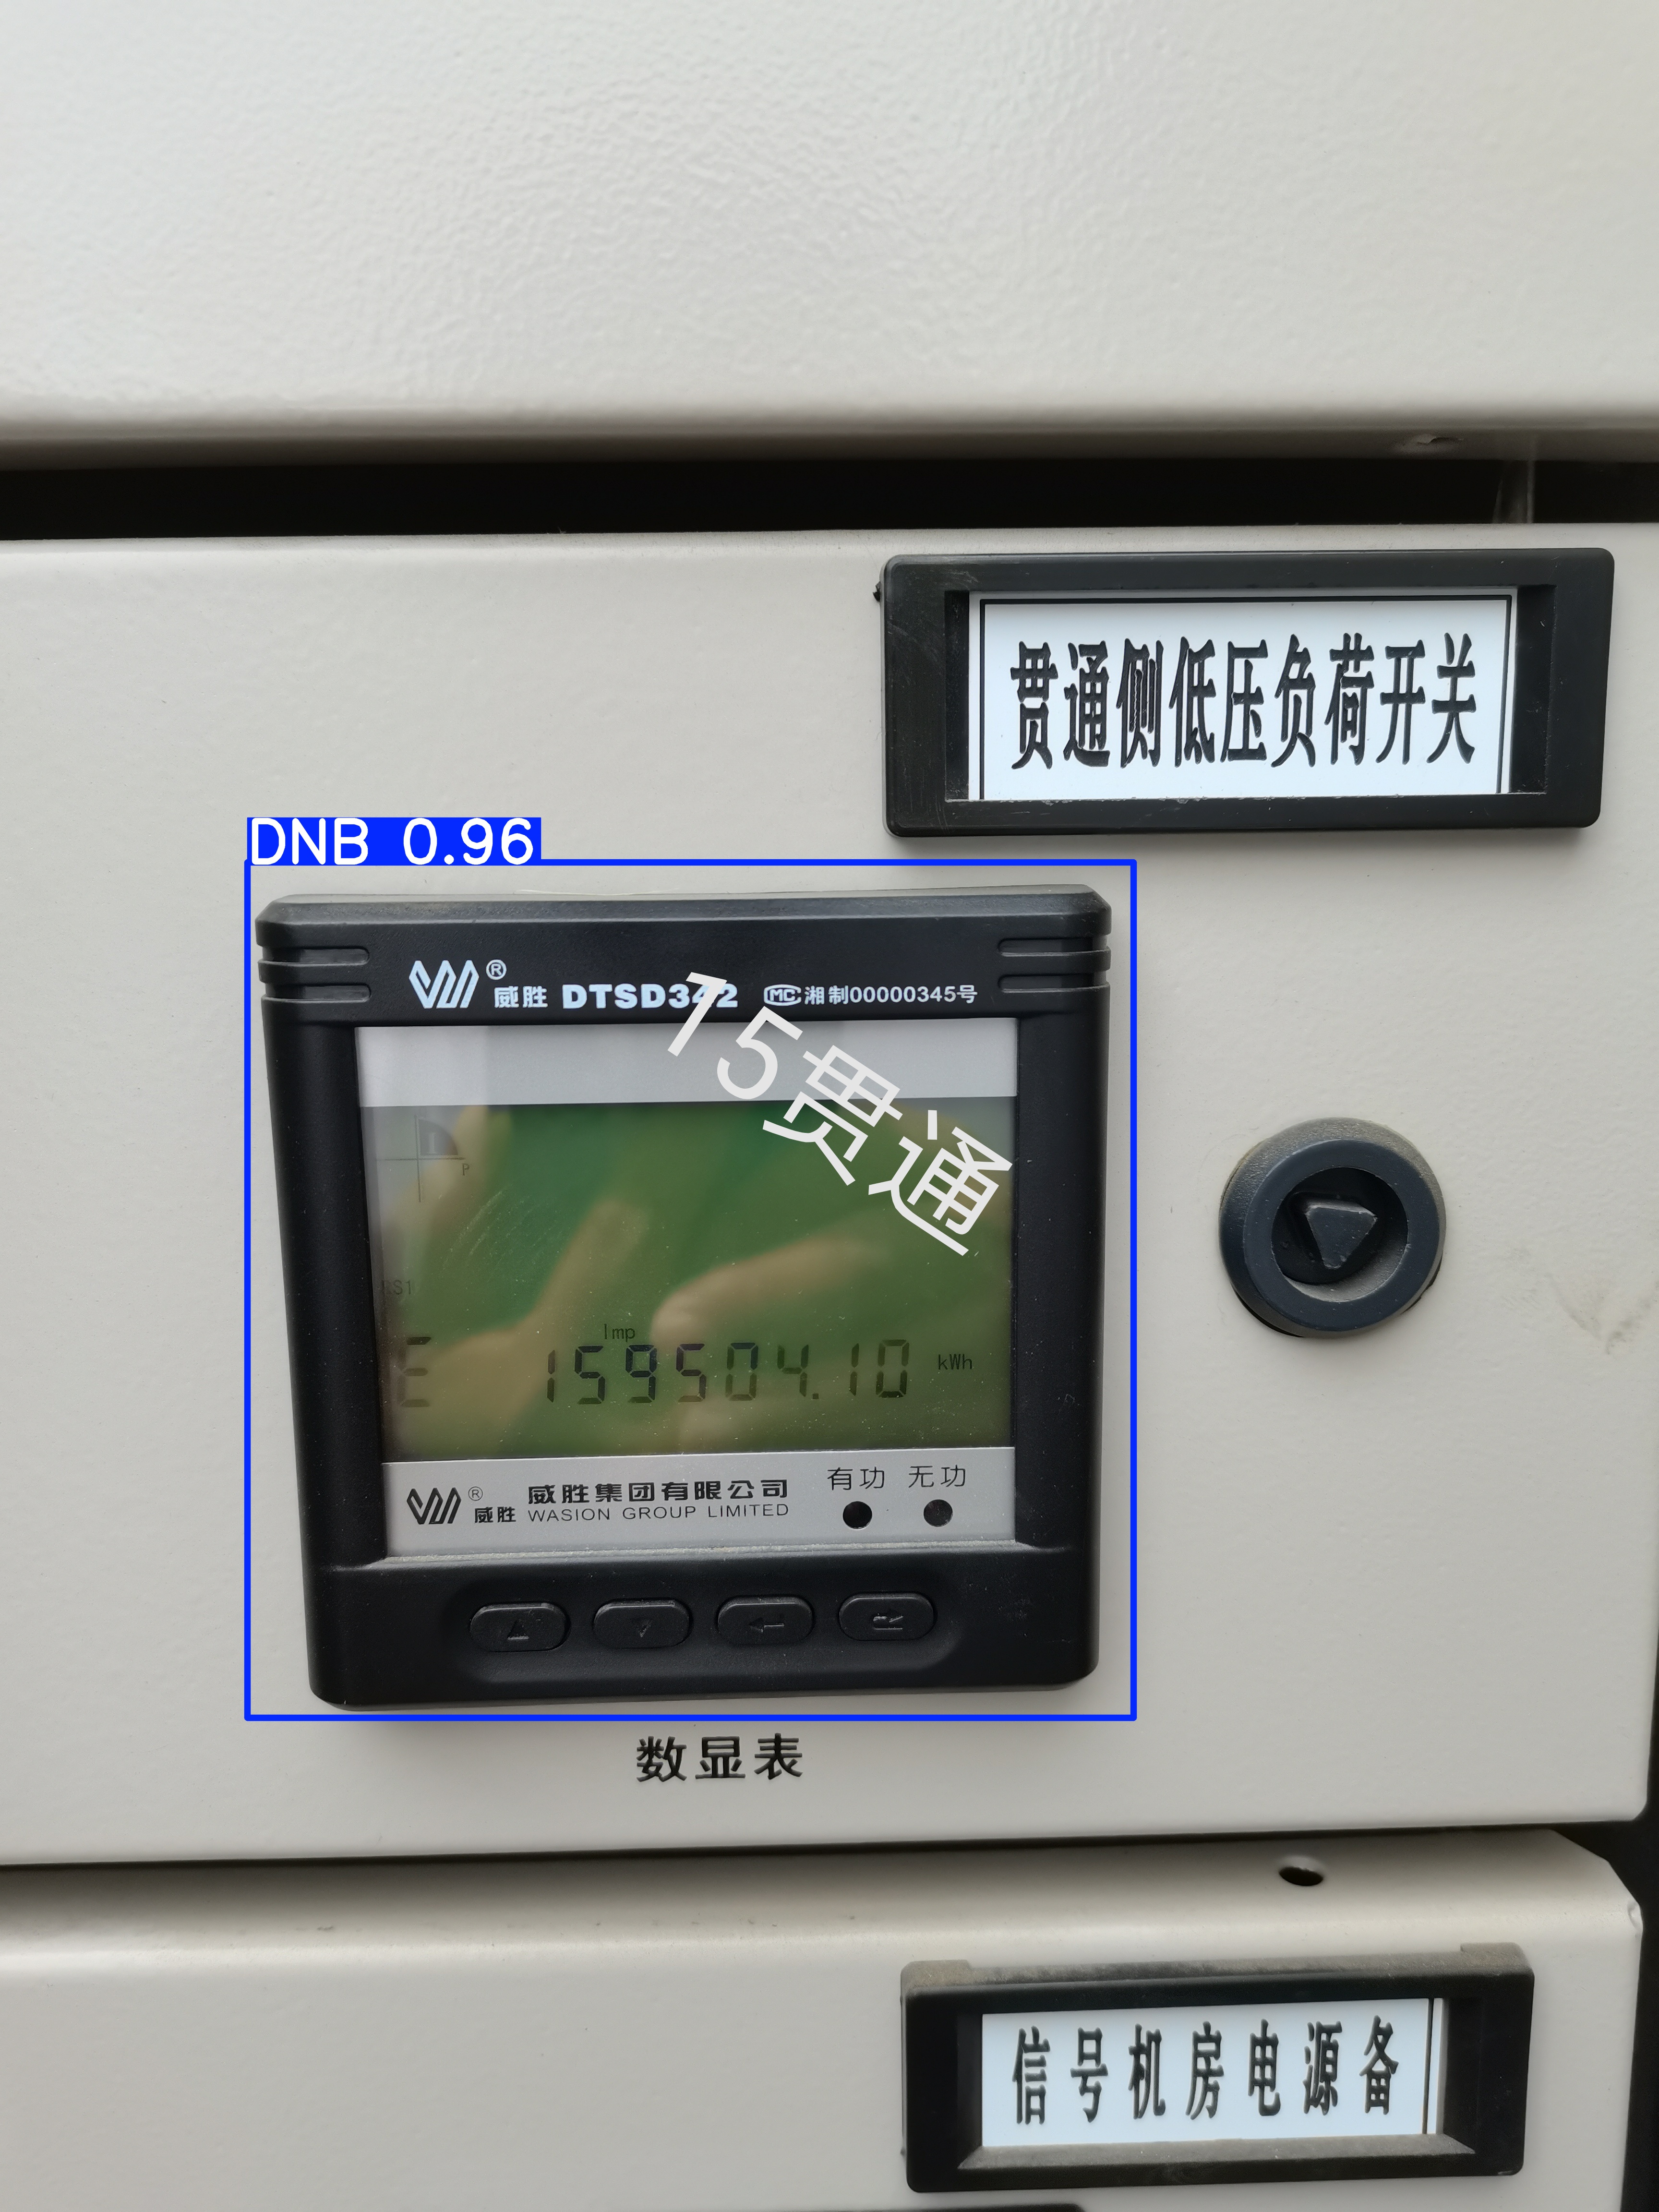 贯通侧低压负荷开关
DNB 0.96
威胜 DTSD342 MC 湘制00000345号
15贯通
P
RS1
Imp
E 159504.10 kWh
威胜 威胜集团有限公司 有功 无功
WASION GROUP LIMITED
数显表
信号机房电源备